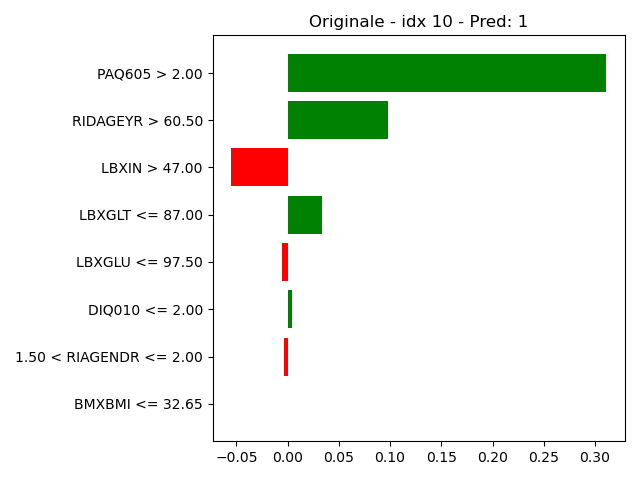 Originale - idx 10 - Pred: 1
PAQ605 > 2.00
RIDAGEYR > 60.50
LBXIN > 47.00
LBXGLT <= 87.00
LBXGLU <= 97.50
DIQ010 <= 2.00
1.50 < RIAGENDR <= 2.00
BMXBMI <= 32.65
−0.05 0.00 0.05 0.10 0.15 0.20 0.25 0.30